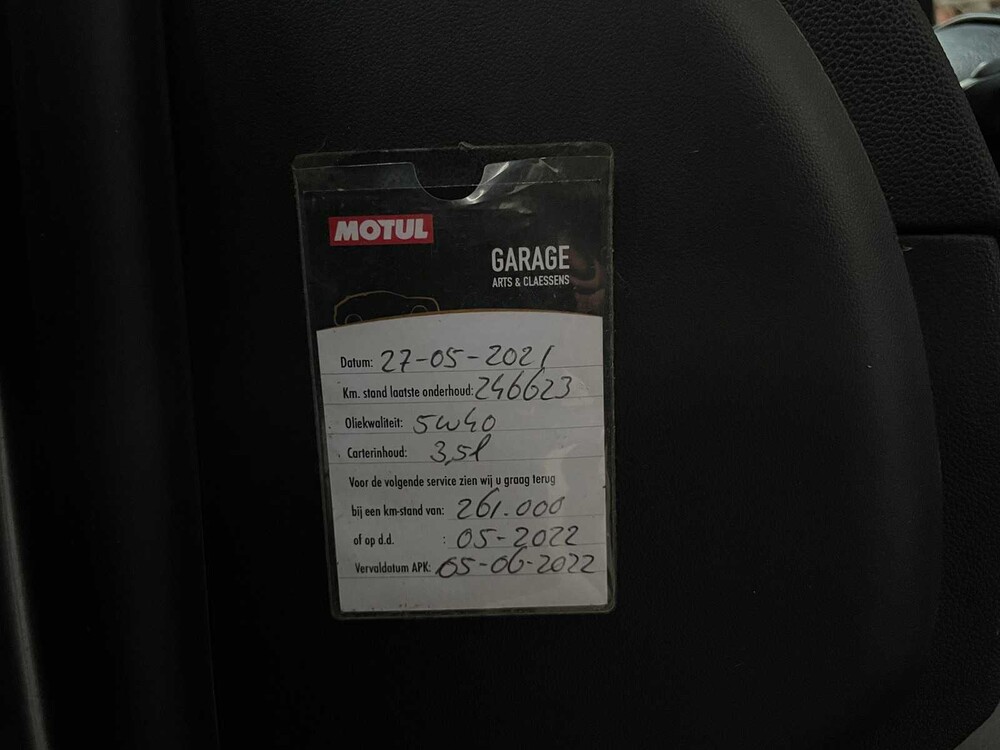 MOTUL
GARAGE
ARTS & CLAESSENS
Datum: 27-05-2021
Km. stand laatste onderhoud: 246623
Oliekwaliteit: 5w40
Carterinhoud: 3,5l
Voor de volgende service zien wij u graag terug
bij een km-stand van: 261.000
of op d.d. : 05-2022
Vervaldatum APK: 05-06-2022